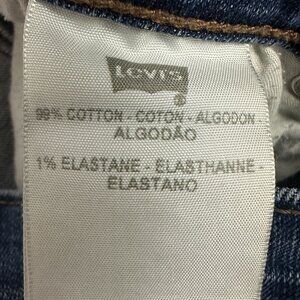 LEVI'S
99% COTTON - COTON - ALGODON -
ALGODÃO
1% ELASTANE - ELASTHANNE -
ELASTANO